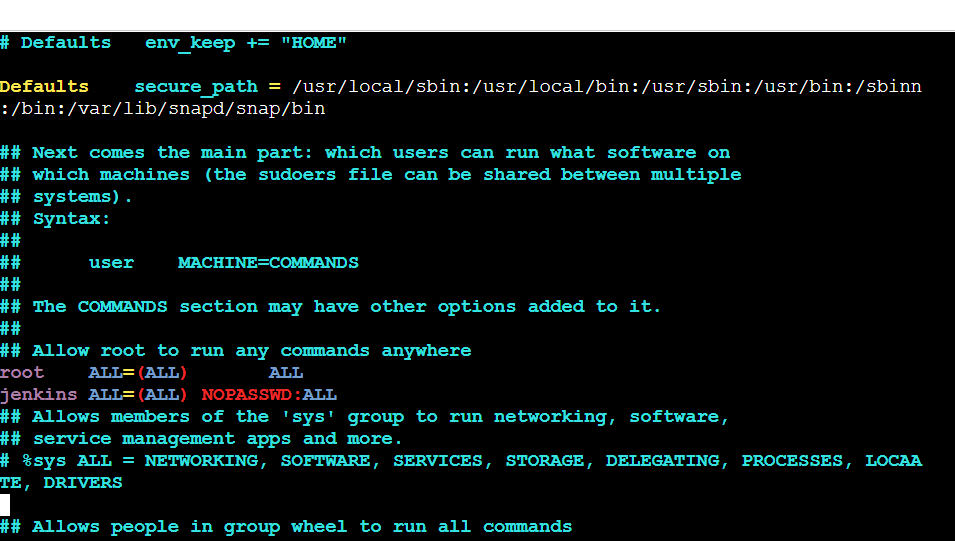 # Defaults   env_keep += "HOME"
Defaults    secure_path = /usr/local/sbin:/usr/local/bin:/usr/sbin:/usr/bin:/sbinn
:/bin:/var/lib/snapd/snap/bin
## Next comes the main part: which users can run what software on
## which machines (the sudoers file can be shared between multiple
## systems).
## Syntax:
##
##      user    MACHINE=COMMANDS
##
## The COMMANDS section may have other options added to it.
##
## Allow root to run any commands anywhere
root    ALL=(ALL)       ALL
jenkins ALL=(ALL) NOPASSWD:ALL
## Allows members of the 'sys' group to run networking, software,
## service management apps and more.
# %sys ALL = NETWORKING, SOFTWARE, SERVICES, STORAGE, DELEGATING, PROCESSES, LOCAA
TE, DRIVERS
## Allows people in group wheel to run all commands